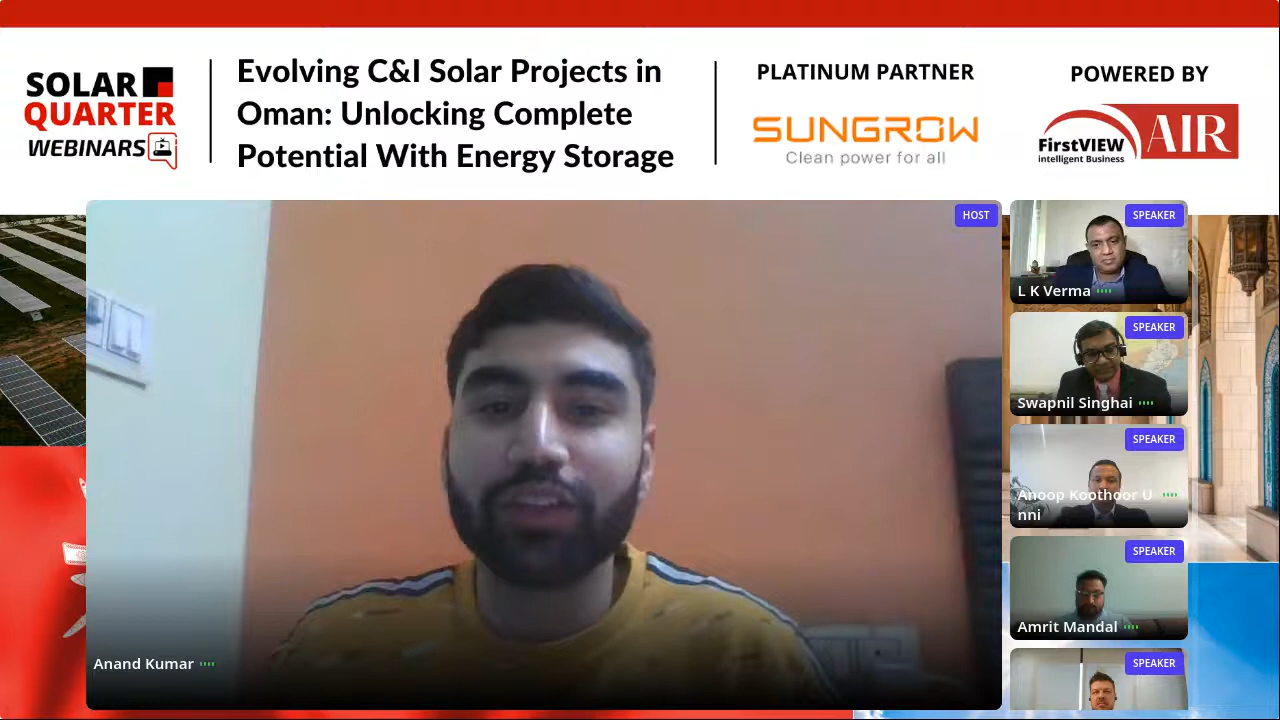 SOLAR
QUARTER
WEBINARS
Evolving C&I Solar Projects in
Oman: Unlocking Complete
Potential With Energy Storage
PLATINUM PARTNER
SUNGROW
Clean power for all
POWERED BY
FirstVIEW
intelligent Business
AIR
HOST
Anand Kumar
SPEAKER
L K Verma
SPEAKER
Swapnil Singhai
SPEAKER
Anoop Koothoor U
nni
SPEAKER
Amrit Mandal
SPEAKER